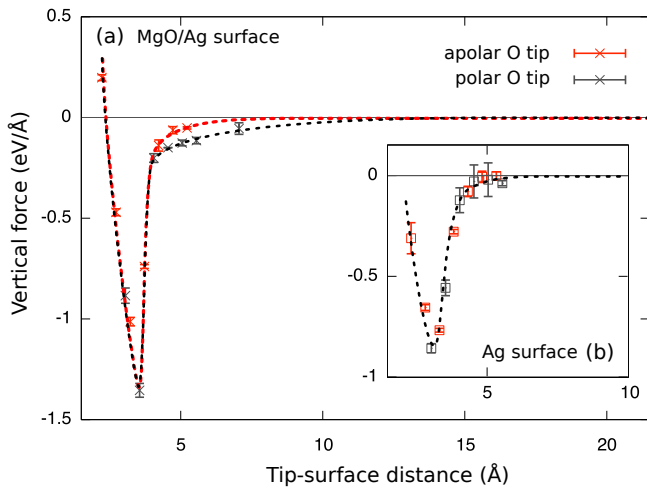 0.5
(a) MgO/Ag surface
apolar O tip
polar O tip
0
-0.5
-1
-1.5
Vertical force (eV/Å)
5
10
15
20
Tip-surface distance (Å)
0
-0.5
-1
5
10
Ag surface (b)